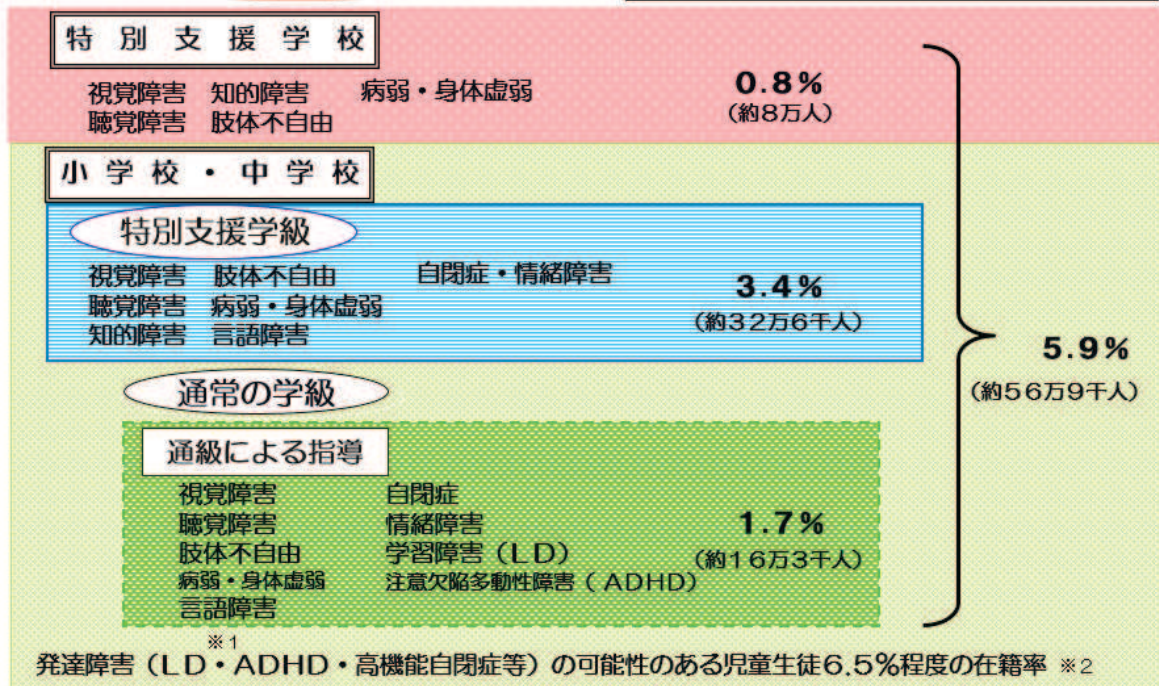 特別支援学校
視覚障害 知的障害 病弱・身体虚弱
聴覚障害 肢体不自由
0.8%
(約8万人)
小学校・中学校
特別支援学級
視覚障害 肢体不自由 自閉症・情緒障害
聴覚障害 病弱・身体虚弱
知的障害 言語障害
3.4%
(約32万6千人)
5.9%
(約56万9千人)
通常の学級
通級による指導
視覚障害 自閉症
聴覚障害 情緒障害
肢体不自由 学習障害(LD)
病弱・身体虚弱 注意欠陥多動性障害(ADHD)
言語障害
1.7%
(約16万3千人)
※1
発達障害(LD・ADHD・高機能自閉症等)の可能性のある児童生徒6.5%程度の在籍率 ※2